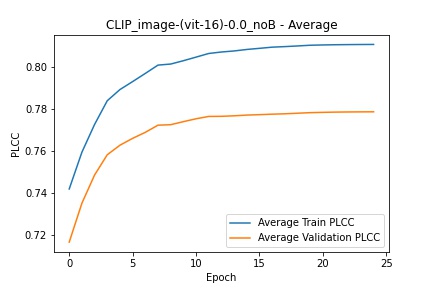 CLIP_image-(vit-16)-0.0_noB - Average
PLCC
0.80
0.78
0.76
0.74
0.72
Average Train PLCC
Average Validation PLCC
0 5 10 15 20 25
Epoch